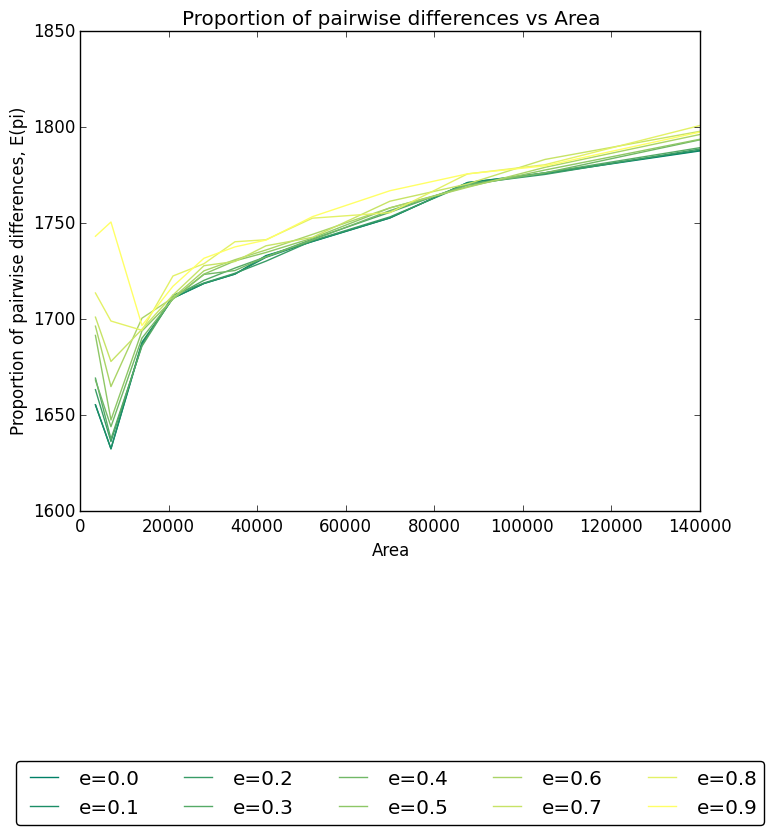 Proportion of pairwise differences vs Area
Proportion of pairwise differences, E(pi)
1850
1800
1750
1700
1650
1600
0 20000 40000 60000 80000 100000 120000 140000
Area
e=0.0 e=0.2 e=0.4 e=0.6 e=0.8
e=0.1 e=0.3 e=0.5 e=0.7 e=0.9